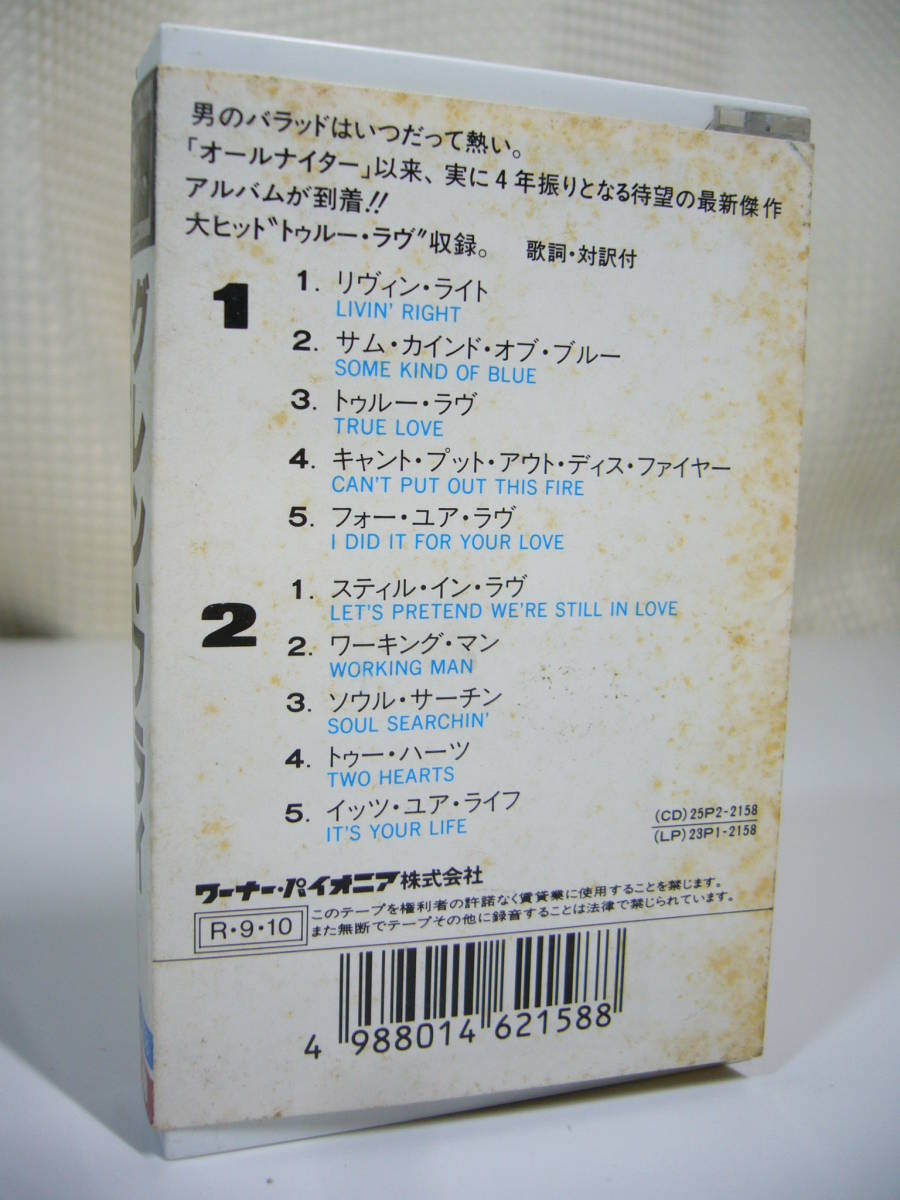 男のバラッドはいつだって熱い。
「オールナイター」以来、実に4年振りとなる待望の最新傑作
アルバムが到着!!
大ヒット“トゥルー・ラヴ”収録。 歌詞・対訳付
1
1. リヴィン・ライト
LIVIN' RIGHT
2. サム・カインド・オブ・ブルー
SOME KIND OF BLUE
3. トゥルー・ラヴ
TRUE LOVE
4. キャント・プット・アウト・ディス・ファイヤー
CAN'T PUT OUT THIS FIRE
5. フォー・ユア・ラヴ
I DID IT FOR YOUR LOVE
2
1. スティル・イン・ラヴ
LET'S PRETEND WE'RE STILL IN LOVE
2. ワーキング・マン
WORKING MAN
3. ソウル・サーチン
SOUL SEARCHIN'
4. トゥー・ハーツ
TWO HEARTS
5. イッツ・ユア・ライフ
IT'S YOUR LIFE
(CD)25P2-2158
(LP)23P1-2158
ワーナー・パイオニア株式会社
R・9・10
このテープを権利者の許諾なく賃貸業に使用することを禁じます。
また無断でテープその他に録音することは法律で禁じられています。
4 988014 621588